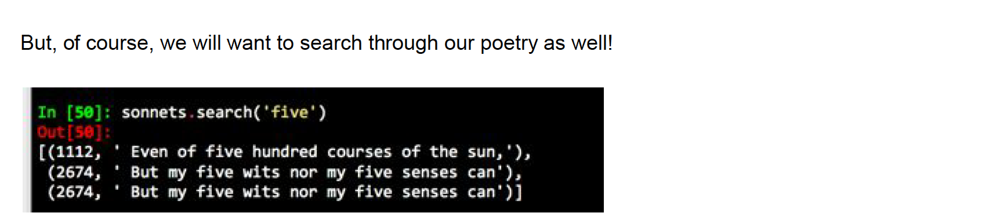 But, of course, we will want to search through our poetry as well!
In [50]: sonnets.search('five')
Out[50]:
[(1112, ' Even of five hundred courses of the sun,'),
 (2674, ' But my five wits nor my five senses can'),
 (2674, ' But my five wits nor my five senses can')]